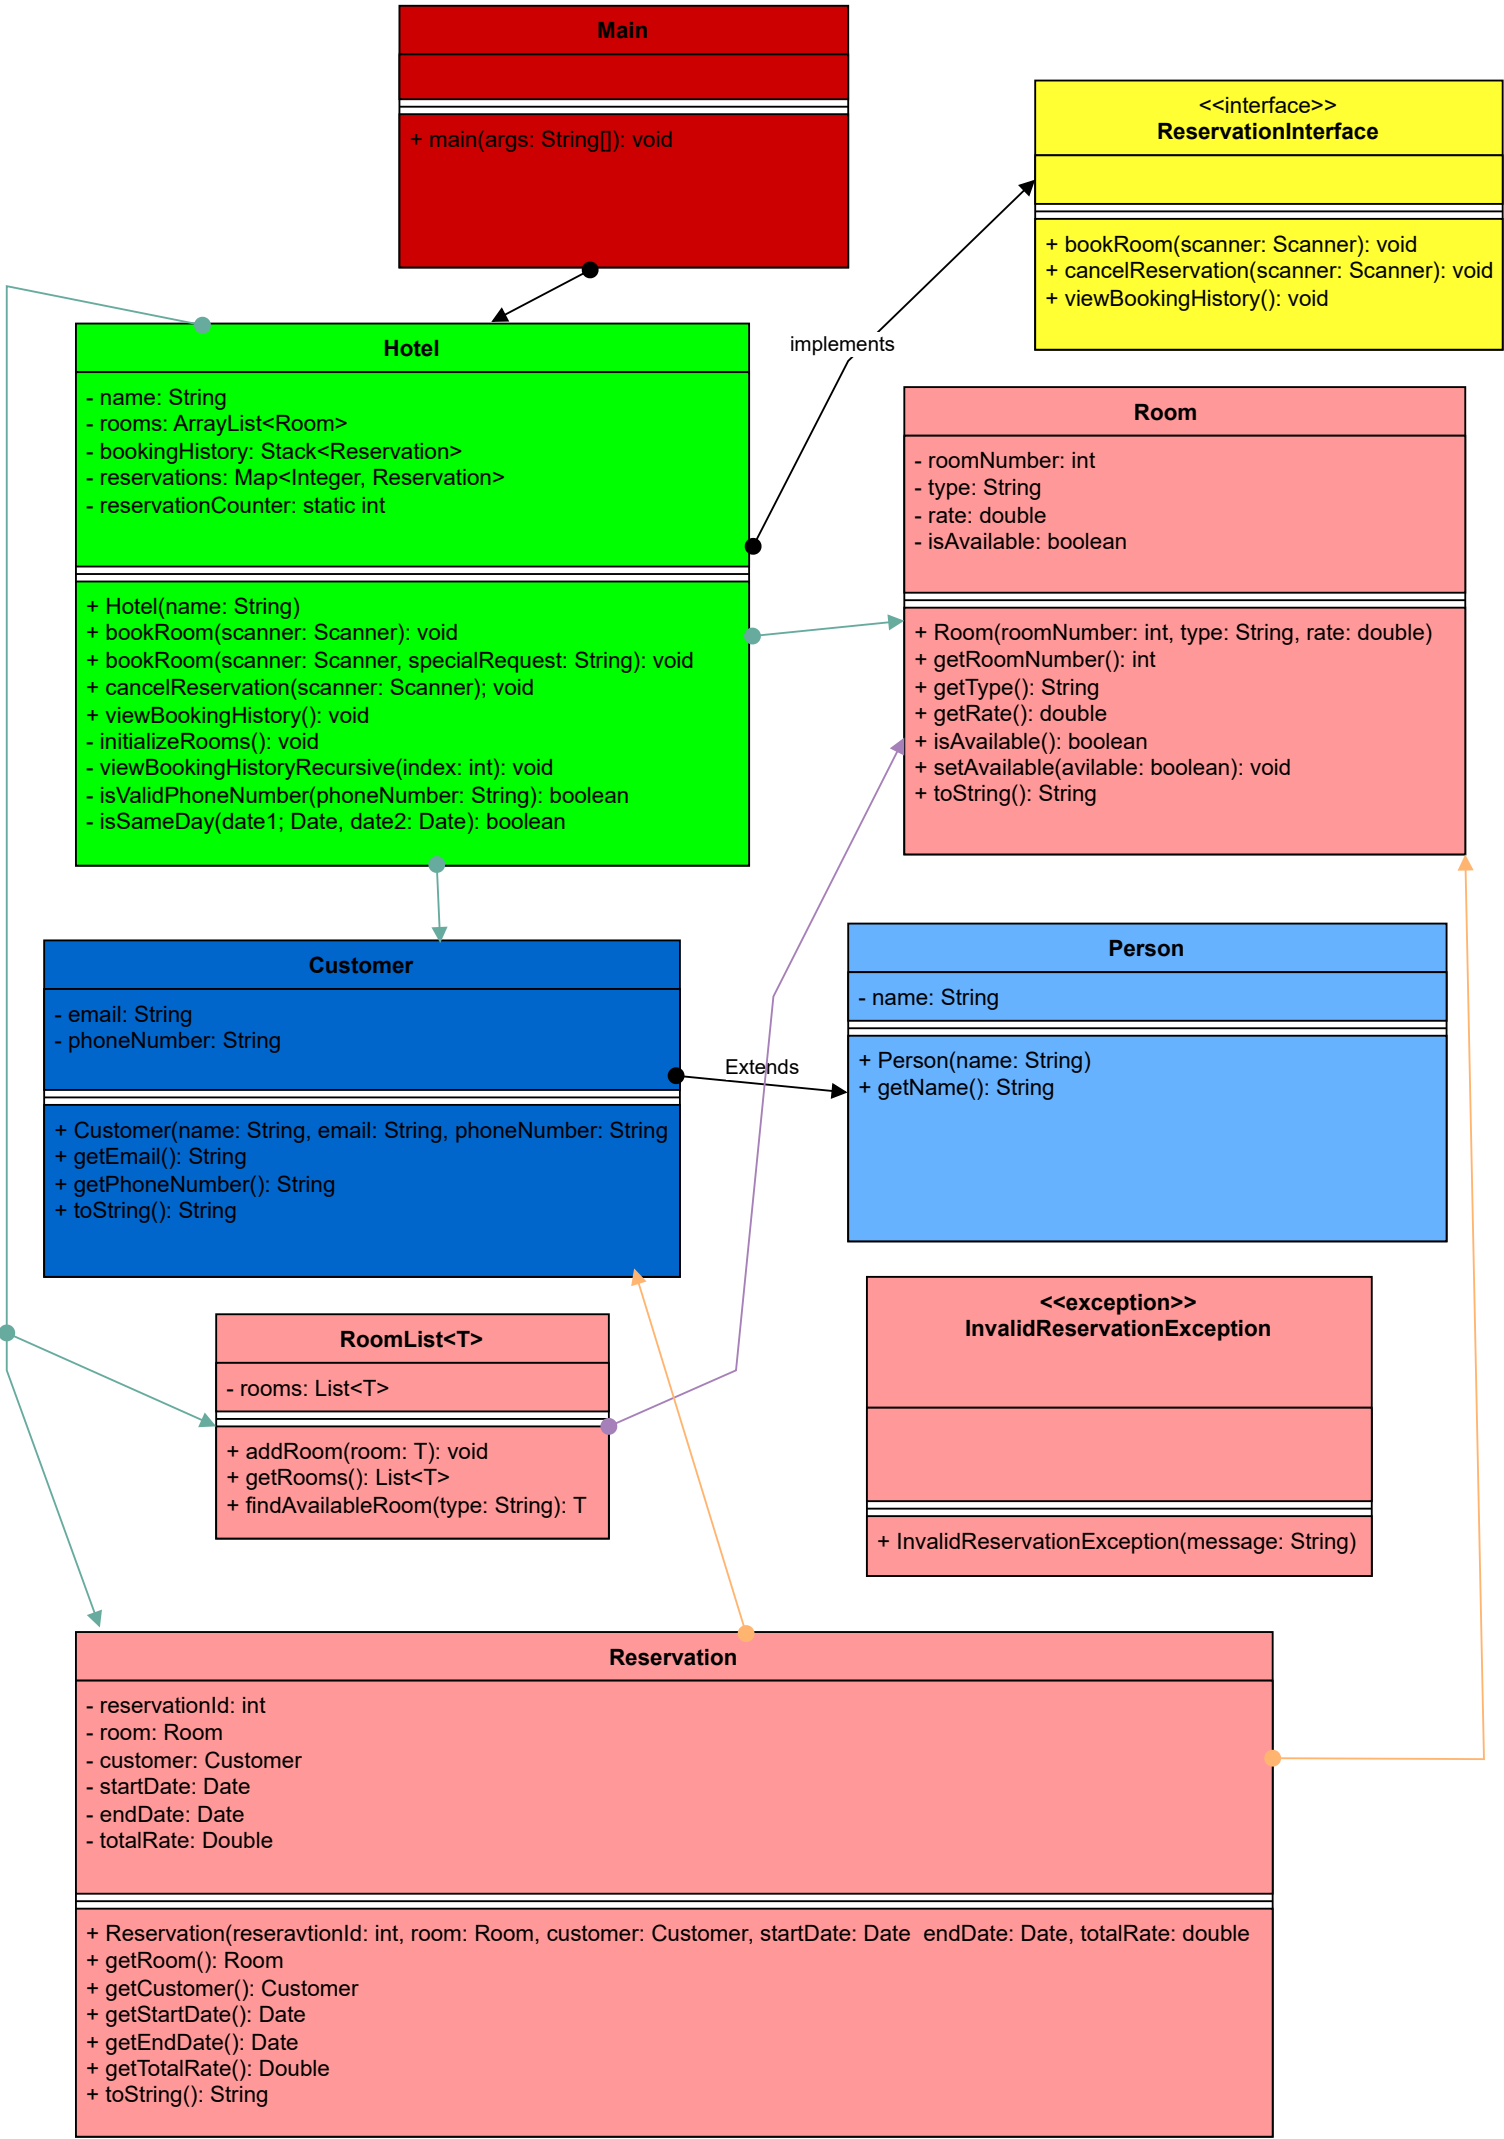 Main
+ main(args: String[]): void
<<interface>>
ReservationInterface
+ bookRoom(scanner: Scanner): void
+ cancelReservation(scanner: Scanner): void
+ viewBookingHistory(): void
implements
Hotel
- name: String
- rooms: ArrayList<Room>
- bookingHistory: Stack<Reservation>
- reservations: Map<Integer, Reservation>
- reservationCounter: static int
+ Hotel(name: String)
+ bookRoom(scanner: Scanner): void
+ bookRoom(scanner: Scanner, specialRequest: String): void
+ cancelReservation(scanner: Scanner); void
+ viewBookingHistory(): void
- initializeRooms(): void
- viewBookingHistoryRecursive(index: int): void
- isValidPhoneNumber(phoneNumber: String): boolean
- isSameDay(date1; Date, date2: Date): boolean
Room
- roomNumber: int
- type: String
- rate: double
- isAvailable: boolean
+ Room(roomNumber: int, type: String, rate: double)
+ getRoomNumber(): int
+ getType(): String
+ getRate(): double
+ isAvailable(): boolean
+ setAvailable(avilable: boolean): void
+ toString(): String
Customer
- email: String
- phoneNumber: String
+ Customer(name: String, email: String, phoneNumber: String
+ getEmail(): String
+ getPhoneNumber(): String
+ toString(): String
Extends
Person
- name: String
+ Person(name: String)
+ getName(): String
RoomList<T>
- rooms: List<T>
+ addRoom(room: T): void
+ getRooms(): List<T>
+ findAvailableRoom(type: String): T
<<exception>>
InvalidReservationException
+ InvalidReservationException(message: String)
Reservation
- reservationId: int
- room: Room
- customer: Customer
- startDate: Date
- endDate: Date
- totalRate: Double
+ Reservation(reseravtionId: int, room: Room, customer: Customer, startDate: Date  endDate: Date, totalRate: double
+ getRoom(): Room
+ getCustomer(): Customer
+ getStartDate(): Date
+ getEndDate(): Date
+ getTotalRate(): Double
+ toString(): String